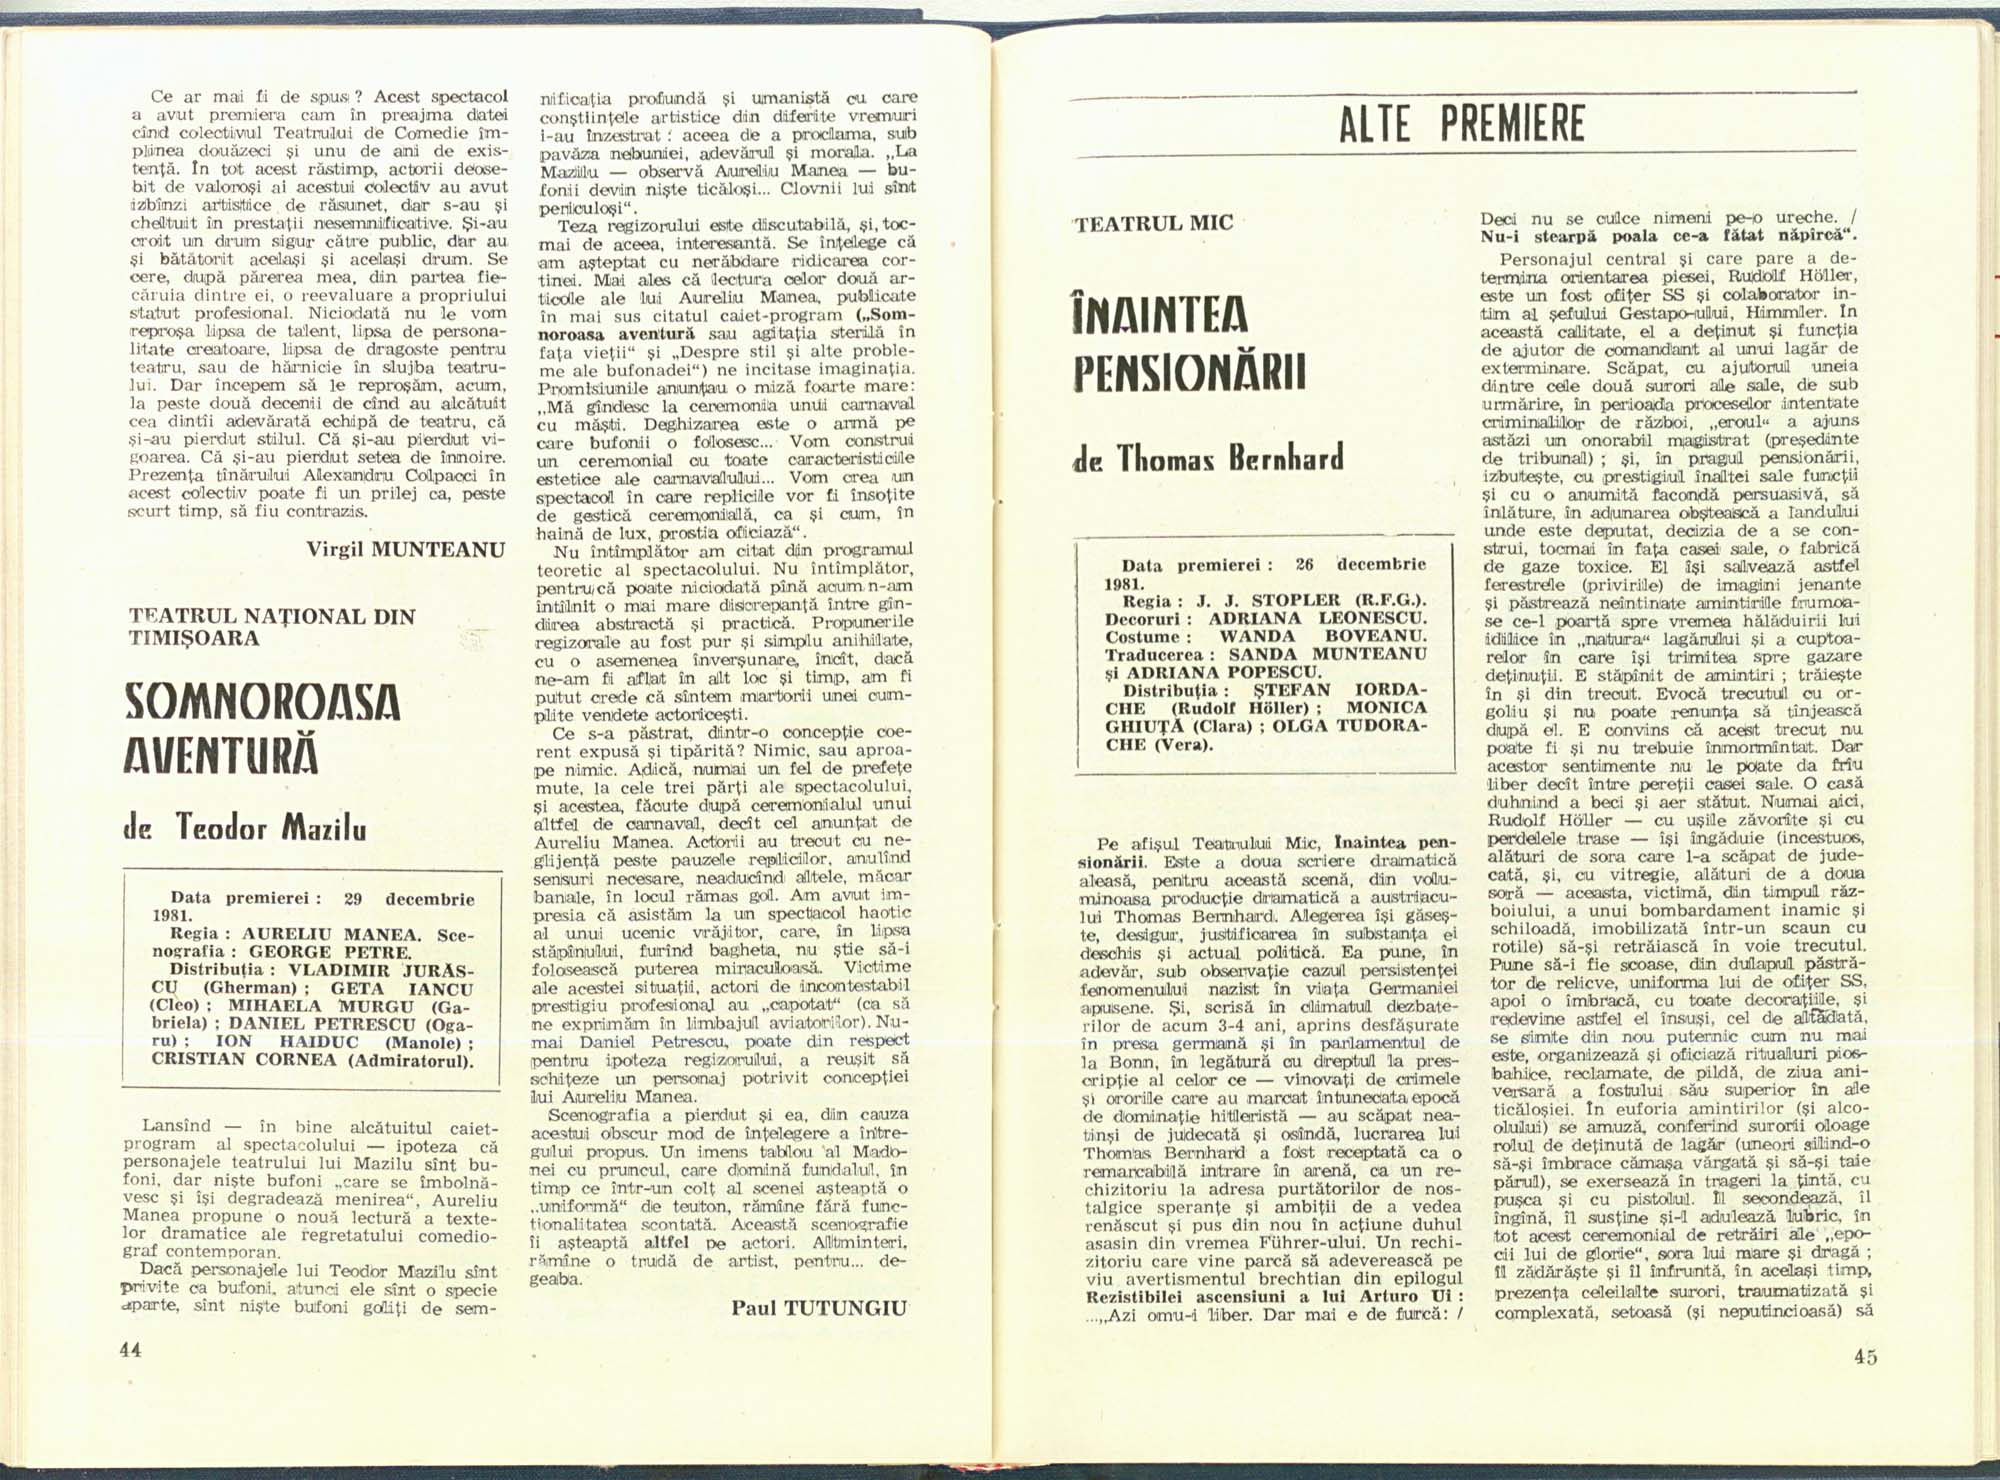 Ce ar mai fi de spus ? Acest spectacol
a avut premiera cam în preajma datei
cînd colectivul Teatrului de Comedie îm-
plinea douăzeci și unu de ani de exis-
tență. În tot acest răstimp, actorii deose-
bit de valoroși ai acestui colectiv au avut
izbînzi artistice de răsunet, dar s-au și
cheltuit în prestații nesemnificative. Și-au
croit un drum sigur către public, dar au
și bătătorit același și același drum. Se
cere, după părerea mea, din partea fie-
căruia dintre ei, o reevaluare a propriului
statut profesional. Niciodată nu le vom
reproșa lipsa de talent, lipsa de persona-
litate creatoare, lipsa de dragoste pentru
teatru, sau de hărnicie în slujba teatru-
lui. Dar începem să le reproșăm, acum,
la peste două decenii de cînd au alcătuit
cea dintîi adevărată echipă de teatru, că
și-au pierdut stilul. Că și-au pierdut vi-
goarea. Că și-au pierdut setea de înnoire.
Prezența tînărului Alexandru Colpacci în
acest colectiv poate fi un prilej ca, peste
scurt timp, să fiu contrazis.
Virgil MUNTEANU
TEATRUL NAȚIONAL DIN
TIMIȘOARA
SOMNOROASA
AVENTURĂ
de Teodor Mazilu
Data premierei : 29 decembrie
1981.
Regia : AURELIU MANEA. Sce-
nografia : GEORGE PETRE.
Distribuția : VLADIMIR JURĂS-
CU (Gherman) ; GETA IANCU
(Cleo) ; MIHAELA MURGU (Ga-
briela) ; DANIEL PETRESCU (Oga-
ru) ; ION HAIDUC (Manole) ;
CRISTIAN CORNEA (Admiratorul).
Lansînd — în bine alcătuitul caiet-
program al spectacolului — ipoteza că
personajele teatrului lui Mazilu sînt bu-
foni, dar niște bufoni „care se îmbolnă-
vesc și își degradează menirea“, Aureliu
Manea propune o nouă lectură a texte-
lor dramatice ale regretatului comedio-
graf contemporan.
Dacă personajele lui Teodor Mazilu sînt
privite ca bufoni, atunci ele sînt o specie
aparte, sînt niște bufoni goliți de sem-
44
nificația profundă și umanistă cu care
conștiințele artistice din diferite vremuri
i-au înzestrat : aceea de a proclama, sub
pavăza nebuniei, adevărul și morala. „La
Mazilu — observă Aureliu Manea — bu-
fonii devin niște ticăloși... Clovnii lui sînt
periculoși“.
Teza regizorului este discutabilă, și, toc-
mai de aceea, interesantă. Se înțelege că
am așteptat cu nerăbdare ridicarea cor-
tinei. Mai ales că lectura celor două ar-
ticole ale lui Aureliu Manea, publicate
în mai sus citatul caiet-program („Som-
noroasa aventură sau agitația sterilă în
fața vieții“ și „Despre stil și alte proble-
me ale bufonadei“) ne incitase imaginația.
Promisiunile anunțau o miză foarte mare:
„Mă gîndesc la ceremonia unui carnaval
cu măști. Deghizarea este o armă pe
care bufonii o folosesc... Vom construi
un ceremonial cu toate caracteristicile
estetice ale carnavalului... Vom crea un
spectacol în care replicile vor fi însoțite
de gestică ceremonială, ca și cum, în
haină de lux, prostia oficiază“.
Nu întîmplător am citat din programul
teoretic al spectacolului. Nu întîmplător,
pentru că poate niciodată pînă acum n-am
întîlnit o mai mare discrepanță între gîn-
direa abstractă și practică. Propunerile
regizorale au fost pur și simplu anihilate,
cu o asemenea înverșunare, încît, dacă
ne-am fi aflat în alt loc și timp, am fi
putut crede că sîntem martorii unei cum-
plite vendete actoricești.
Ce s-a păstrat, dintr-o concepție coe-
rent expusă și tipărită? Nimic, sau aproa-
pe nimic. Adică, numai un fel de prefețe
mute, la cele trei părți ale spectacolului,
și acestea, făcute după ceremonialul unui
altfel de carnaval, decît cel anunțat de
Aureliu Manea. Actorii au trecut cu ne-
glijență peste pauzele replicilor, anulînd
sensuri necesare, neaducînd altele, măcar
banale, în locul rămas gol. Am avut im-
presia că asistăm la un spectacol haotic
al unui ucenic vrăjitor, care, în lipsa
stăpînului, furînd bagheta, nu știe să-i
folosească puterea miraculoasă. Victime
ale acestei situații, actori de incontestabil
prestigiu profesional au „capotat“ (ca să
ne exprimăm în limbajul aviatorilor). Nu-
mai Daniel Petrescu, poate din respect
pentru ipoteza regizorului, a reușit să
schițeze un personaj potrivit concepției
lui Aureliu Manea.
Scenografia a pierdut și ea, din cauza
acestui obscur mod de înțelegere a între-
gului propus. Un imens tablou al Mado-
nei cu pruncul, care domină fundalul, în
timp ce într-un colț al scenei așteaptă o
„uniformă“ de teuton, rămîne fără func-
tionalitatea scontată. Această scenografie
îi așteaptă altfel pe actori. Altminteri,
rămîne o trudă de artist, pentru... de-
geaba.
Paul TUTUNGIU
ALTE PREMIERE
TEATRUL MIC
ÎNAINTEA
PENSIONĂRII
de Thomas Bernhard
Data premierei : 26 decembrie
1981.
Regia : J. J. STOPLER (R.F.G.).
Decoruri : ADRIANA LEONESCU.
Costume : WANDA BOVEANU.
Traducerea : SANDA MUNTEANU
și ADRIANA POPESCU.
Distribuția : ȘTEFAN IORDA-
CHE (Rudolf Höller) ; MONICA
GHIUȚĂ (Clara) ; OLGA TUDORA-
CHE (Vera).
Pe afișul Teatrului Mic, Înaintea pen-
sionării. Este a doua scriere dramatică
aleasă, pentru această scenă, din volu-
minoasa producție dramatică a austriacu-
lui Thomas Bernhard. Alegerea își găseș-
te, desigur, justificarea în substanța ei
deschis și actual politică. Ea pune, în
adevăr, sub observație cazul persistenței
fenomenului nazist în viața Germaniei
apusene. Și, scrisă în climatul dezbate-
rilor de acum 3-4 ani, aprins desfășurate
în presa germană și în parlamentul de
la Bonn, în legătură cu dreptul la pres-
cripție al celor ce — vinovați de crimele
și ororile care au marcat întunecata epocă
de dominație hitleristă — au scăpat nea-
tinși de judecată și osîndă, lucrarea lui
Thomas Bernhard a fost receptată ca o
remarcabilă intrare în arenă, ca un re-
chizitoriu la adresa purtătorilor de nos-
talgice speranțe și ambiții de a vedea
renăscut și pus din nou în acțiune duhul
asasin din vremea Führer-ului. Un rechi-
zitoriu care vine parcă să adeverească pe
viu avertismentul brechtian din epilogul
Rezistibilei ascensiuni a lui Arturo Ui :
...„Azi omu-i liber. Dar mai e de furcă: /
Deci nu se culce nimeni pe-o ureche. /
Nu-i stearpă poala ce-a fătat năpîrcă“.
Personajul central și care pare a de-
termina orientarea piesei, Rudolf Höller,
este un fost ofițer SS și colaborator in-
tim al șefului Gestapo-ului, Himmler. În
această calitate, el a deținut și funcția
de ajutor de comandant al unui lagăr de
exterminare. Scăpat, cu ajutorul uneia
dintre cele două surori ale sale, de sub
urmărire, în perioada proceselor intentate
criminalilor de război, „eroul“ a ajuns
astăzi un onorabil magistrat (președinte
de tribunal) ; și, în pragul pensionării,
izbutește, cu prestigiul înaltei sale funcții
și cu o anumită facondă persuasivă, să
înlăture, în adunarea obștească a landului
unde este deputat, decizia de a se con-
strui, tocmai în fața casei sale, o fabrică
de gaze toxice. El își salvează astfel
ferestrele (privirile) de imagini jenante
și păstrează neîntinate amintirile frumoa-
se ce-l poartă spre vremea hălăduirii lui
idilice în „natura“ lagărului și a cuptoa-
relor în care își trimitea spre gazare
deținuții. E stăpînit de amintiri ; trăiește
în și din trecut. Evocă trecutul cu or-
goliu și nu poate renunța să tînjească
după el. E convins că acest trecut nu
poate fi și nu trebuie înmormîntat. Dar
acestor sentimente nu le poate da frîu
liber decît între pereții casei sale. O casă
duhnind a beci și aer stătut. Numai aici,
Rudolf Höller — cu ușile zăvorîte și cu
perdelele trase — își îngăduie (incestuos,
alături de sora care l-a scăpat de jude-
cată, și, cu vitregie, alături de a doua
soră — aceasta, victimă, din timpul răz-
boiului, a unui bombardament inamic și
schiloadă, imobilizată într-un scaun cu
rotile) să-și retrăiască în voie trecutul.
Pune să-i fie scoase, din dulapul păstră-
tor de relicve, uniforma lui de ofițer SS,
apoi o îmbracă, cu toate decorațiile, și
redevine astfel el însuși, cel de altădată,
se simte din nou puternic cum nu mai
este, organizează și oficiază ritualuri pios-
bahice, reclamate, de pildă, de ziua ani-
versară a fostului său superior în ale
ticăloșiei. În euforia amintirilor (și alco-
olului) se amuză, conferind surorii oloage
rolul de deținută de lagăr (uneori silind-o
să-și îmbrace cămașa vărgată și să-și taie
părul), se exersează în trageri la țintă, cu
pușca și cu pistolul. Îl secondează, îl
îngînă, îl susține și-l adulează lubric, în
tot acest ceremonial de retrăiri ale „epo-
cii lui de glorie“, sora lui mare și dragă ;
îl zădărăște și îl înfruntă, în același timp,
prezența celeilalte surori, traumatizată și
complexată, setoasă (și neputincioasă) să
45